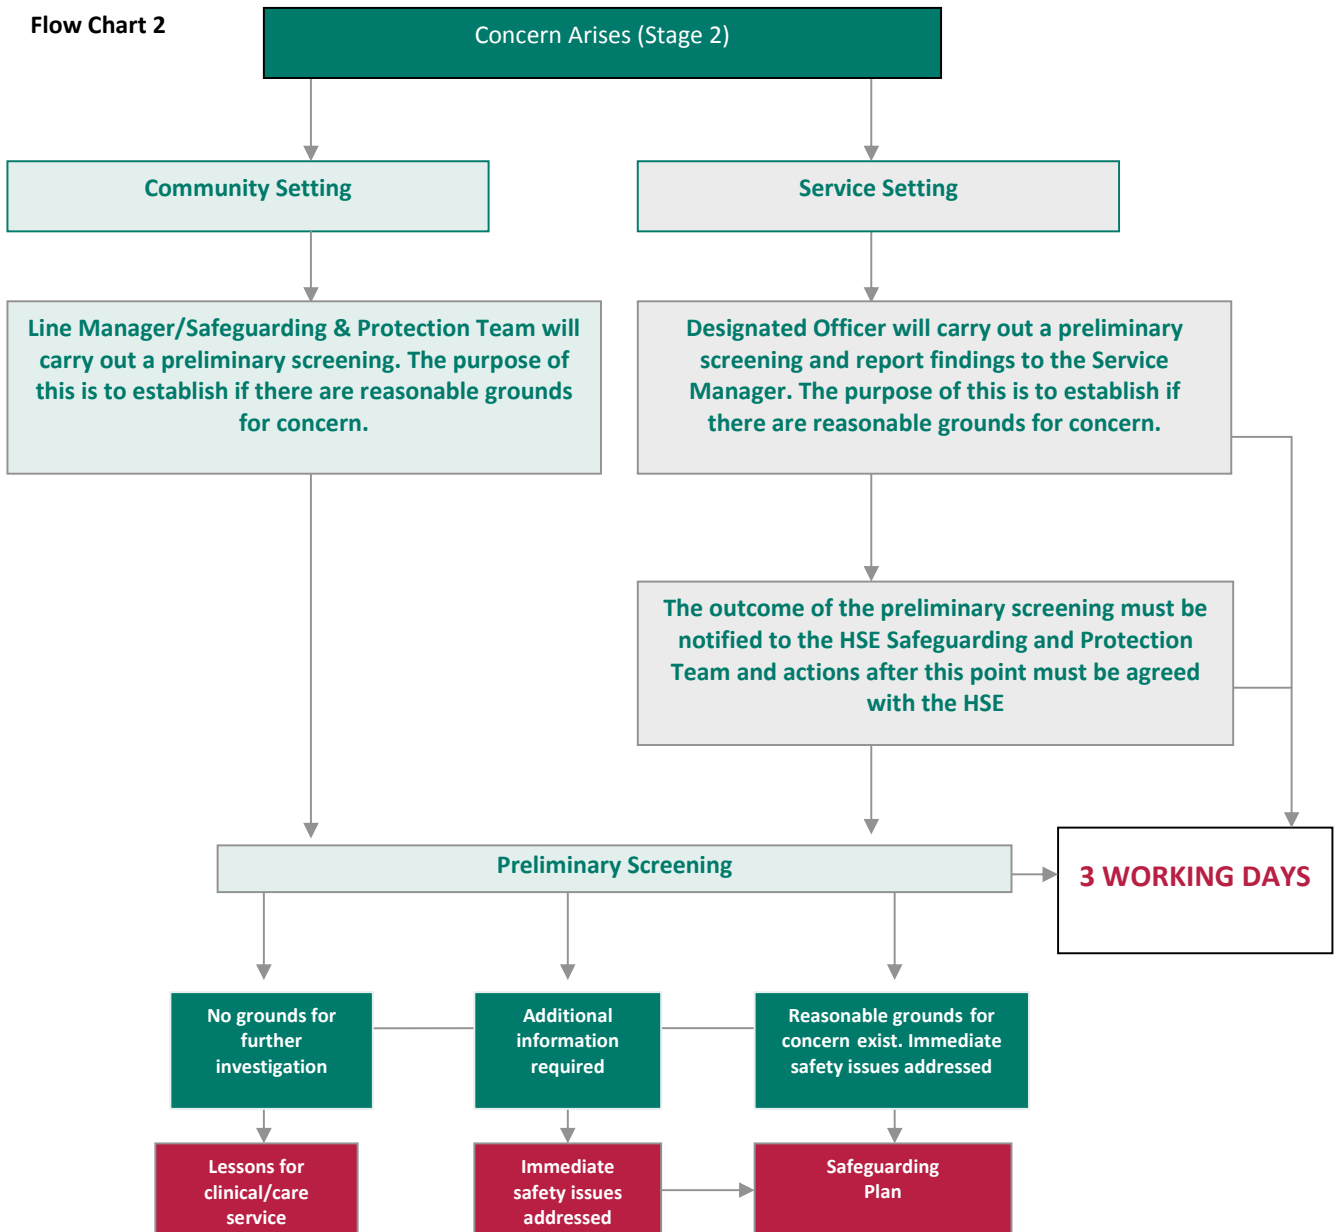 Flow Chart 2
Concern Arises (Stage 2)
Community Setting
Service Setting
Line Manager/Safeguarding & Protection Team will
carry out a preliminary screening. The purpose of
this is to establish if there are reasonable grounds
for concern.
Designated Officer will carry out a preliminary
screening and report findings to the Service
Manager. The purpose of this is to establish if
there are reasonable grounds for concern.
The outcome of the preliminary screening must be
notified to the HSE Safeguarding and Protection
Team and actions after this point must be agreed
with the HSE
Preliminary Screening
3 WORKING DAYS
No grounds for
further
investigation
Additional
information
required
Reasonable grounds for
concern exist. Immediate
safety issues addressed
Lessons for
clinical/care
service
Immediate
safety issues
addressed
Safeguarding
Plan